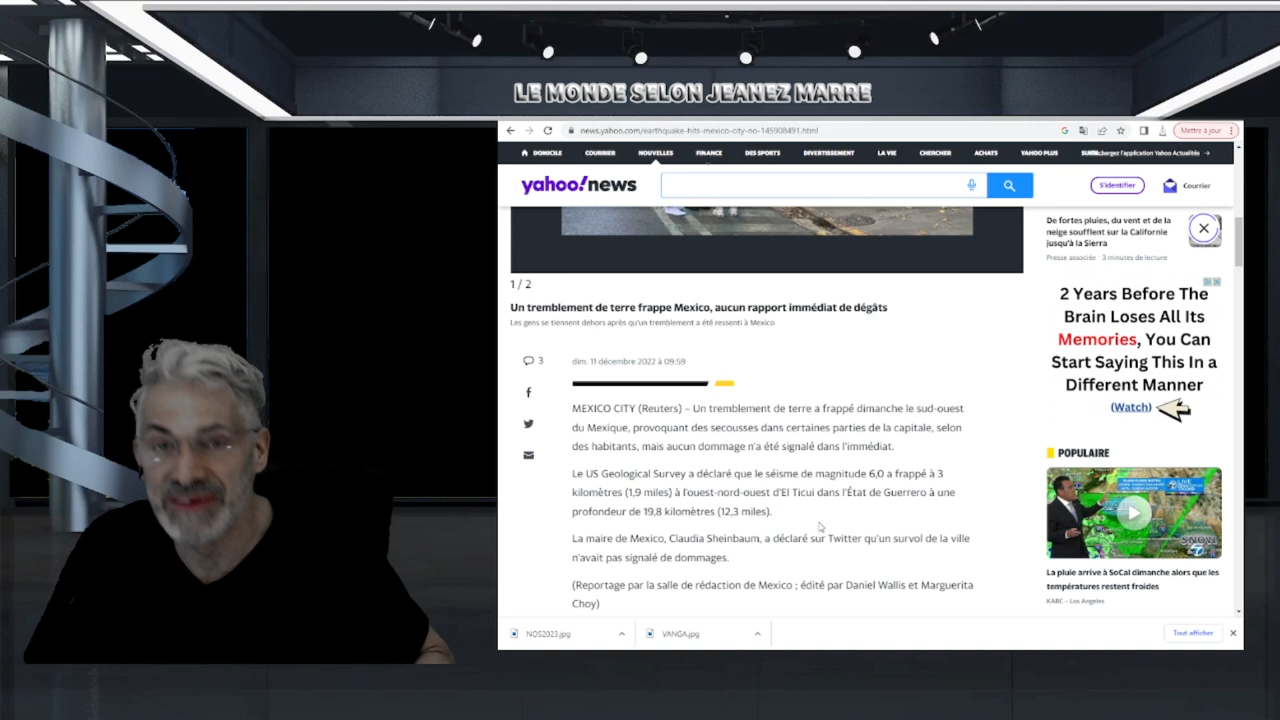 LE MONDE SELON JEANEZ MARRE
news.yahoo.com/earthquake-hits-mexico-city-no-145908491.html
Mettre à jour
DOMICILE COURRIER NOUVELLES FINANCE DES SPORTS DIVERTISSEMENT LA VIE CHERCHER ACHATS YAHOO PLUS
chargez l'application Yahoo Actualités →
yahoo!news
S'identifier
Courrier
1 / 2
Un tremblement de terre frappe Mexico, aucun rapport immédiat de dégâts
Les gens se tiennent dehors après qu'un tremblement a été ressenti à Mexico
3
dim. 11 décembre 2022 à 09:59
MEXICO CITY (Reuters) – Un tremblement de terre a frappé dimanche le sud-ouest
du Mexique, provoquant des secousses dans certaines parties de la capitale, selon
des habitants, mais aucun dommage n'a été signalé dans l'immédiat.
Le US Geological Survey a déclaré que le séisme de magnitude 6,0 a frappé à 3
kilomètres (1,9 miles) à l'ouest-nord-ouest d'El Ticui dans l'État de Guerrero à une
profondeur de 19,8 kilomètres (12,3 miles).
La maire de Mexico, Claudia Sheinbaum, a déclaré sur Twitter qu'un survol de la ville
n'avait pas signalé de dommages.
(Reportage par la salle de rédaction de Mexico ; édité par Daniel Wallis et Marguerita
Choy)
De fortes pluies, du vent et de la
neige soufflent sur la Californie
jusqu'à la Sierra
Presse associée · 3 minutes de lecture
2 Years Before The
Brain Loses All Its
Memories, You Can
Start Saying This In a
Different Manner
(Watch)
POPULAIRE
LIVE
SNOW
La pluie arrive à SoCal dimanche alors que les
températures restent froides
KABC – Los Angeles
NOS2023.jpg
VANGA.jpg
Tout afficher